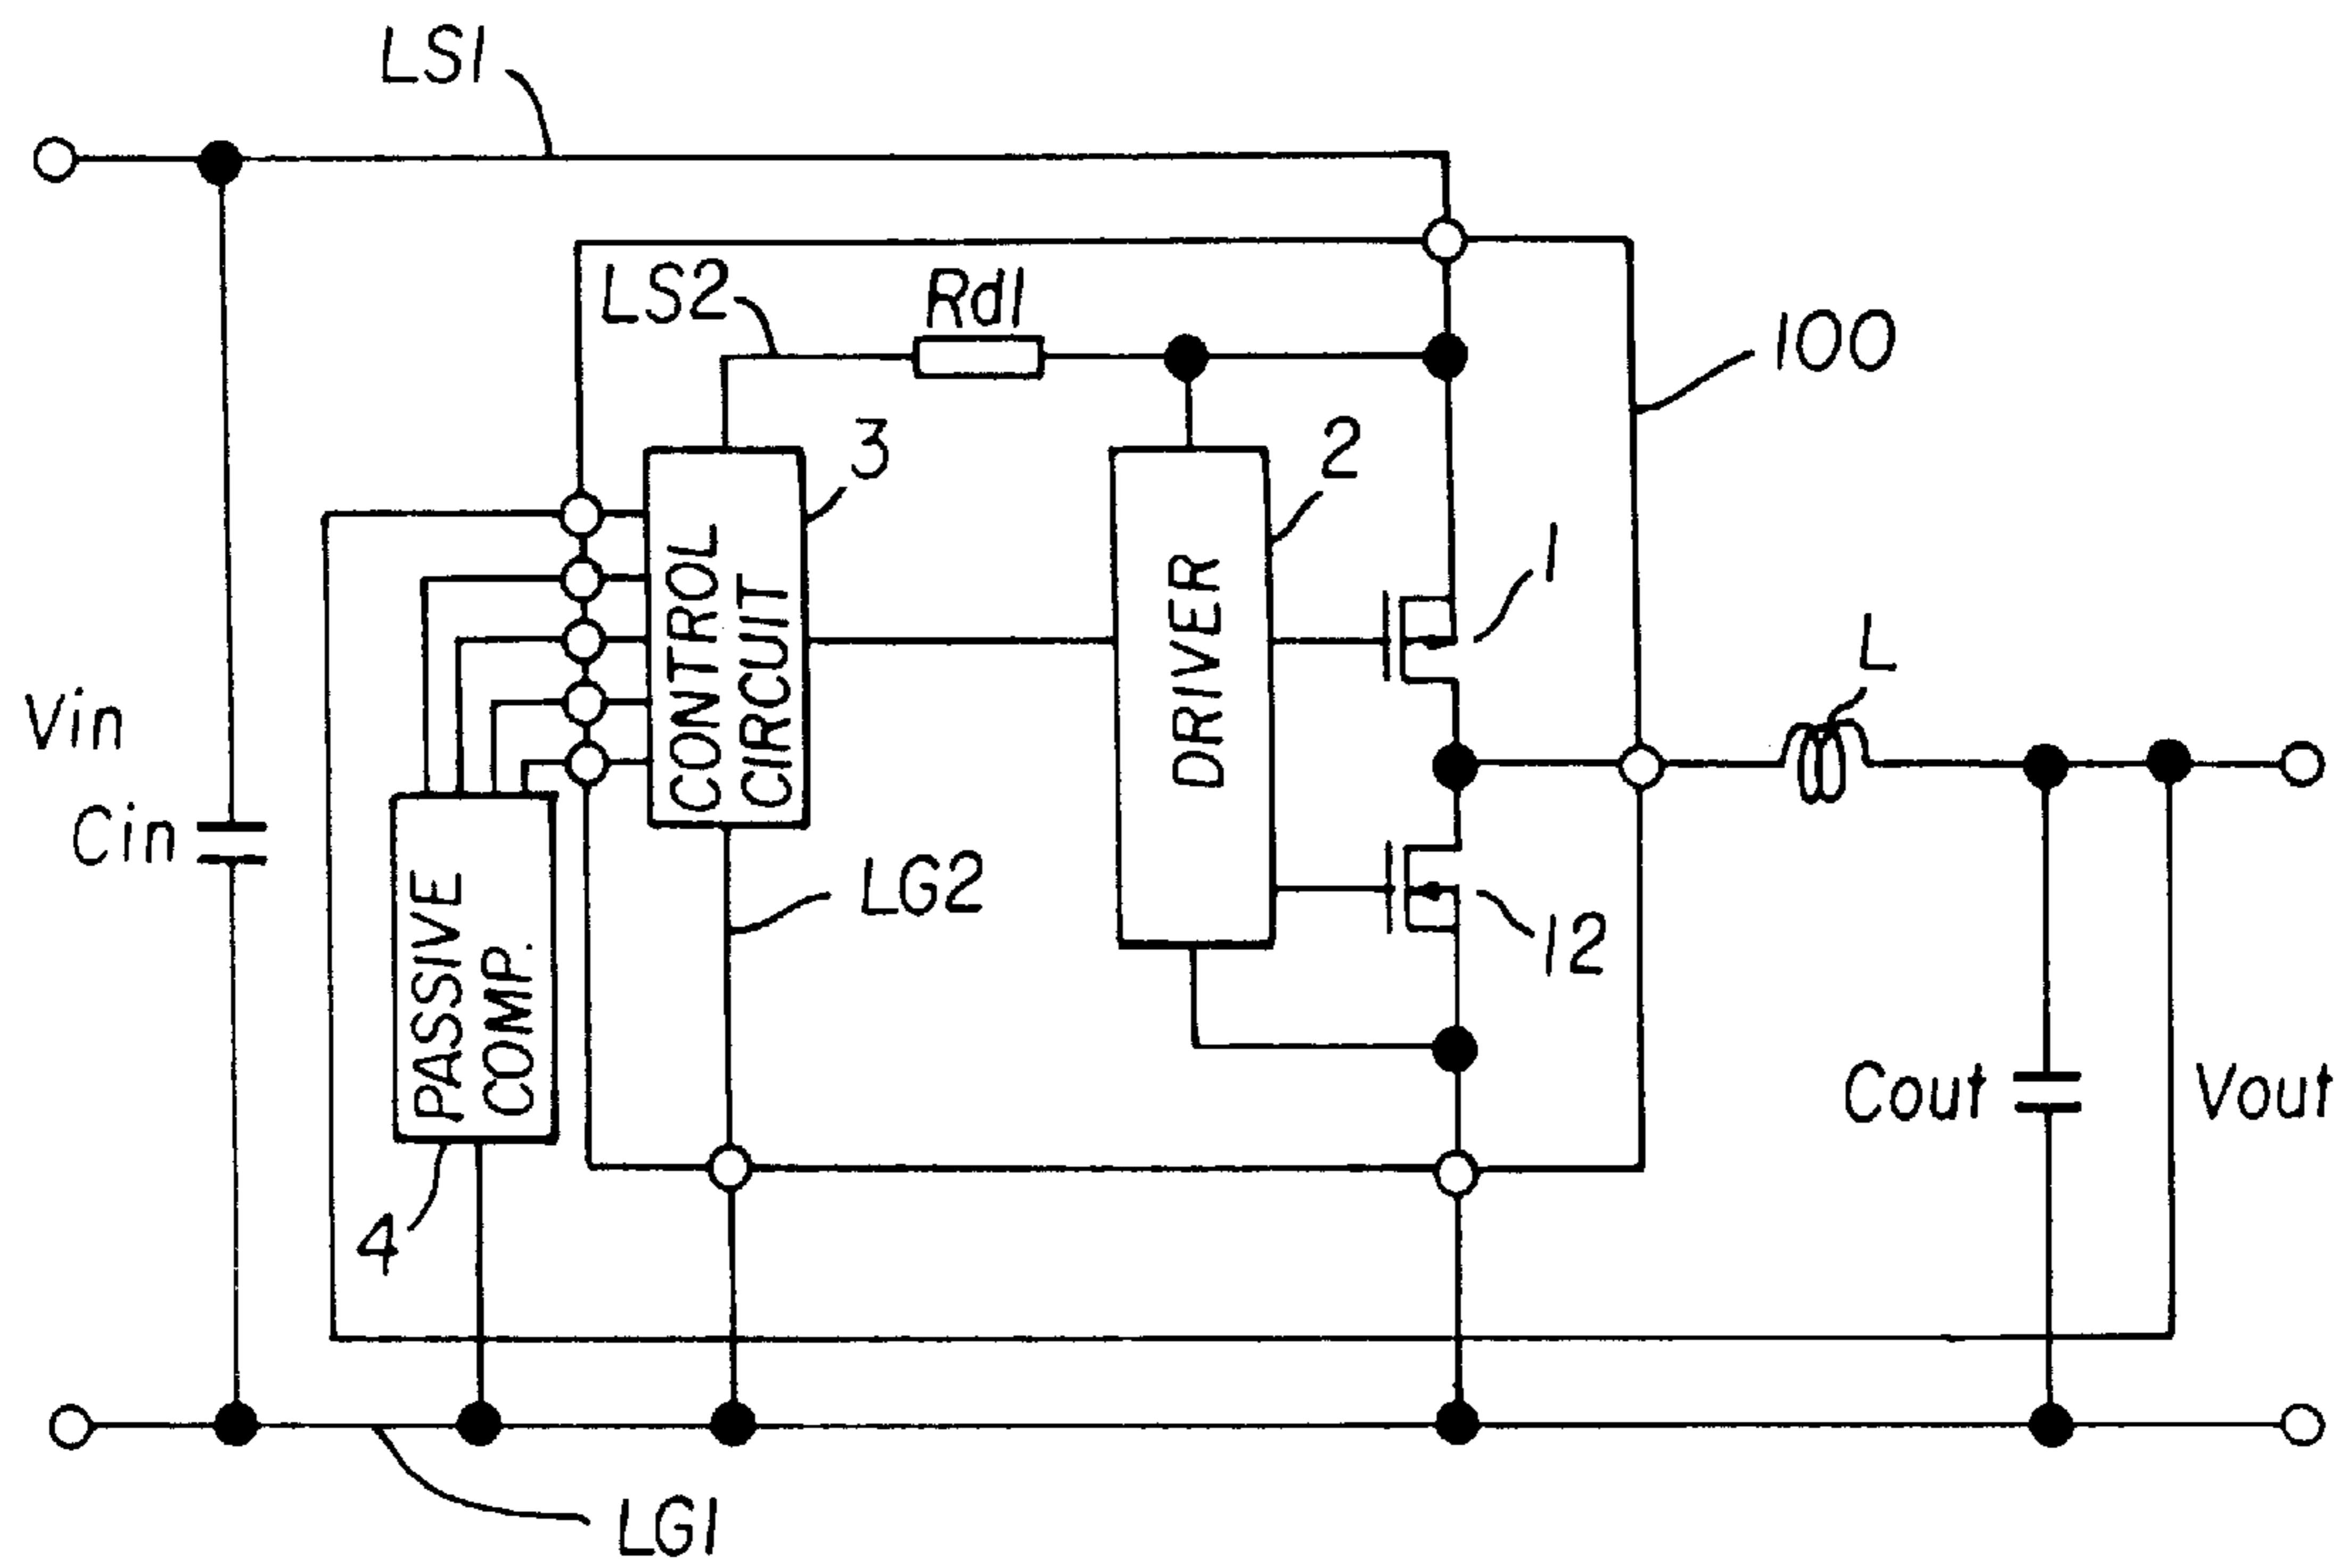 LS1
LS2
Rd1
100
3
2
1
CONTROL
CIRCUIT
DRIVER
L
Vin
Cin
LG2
12
PASSIVE
COMP.
Cout
Vout
4
LG1